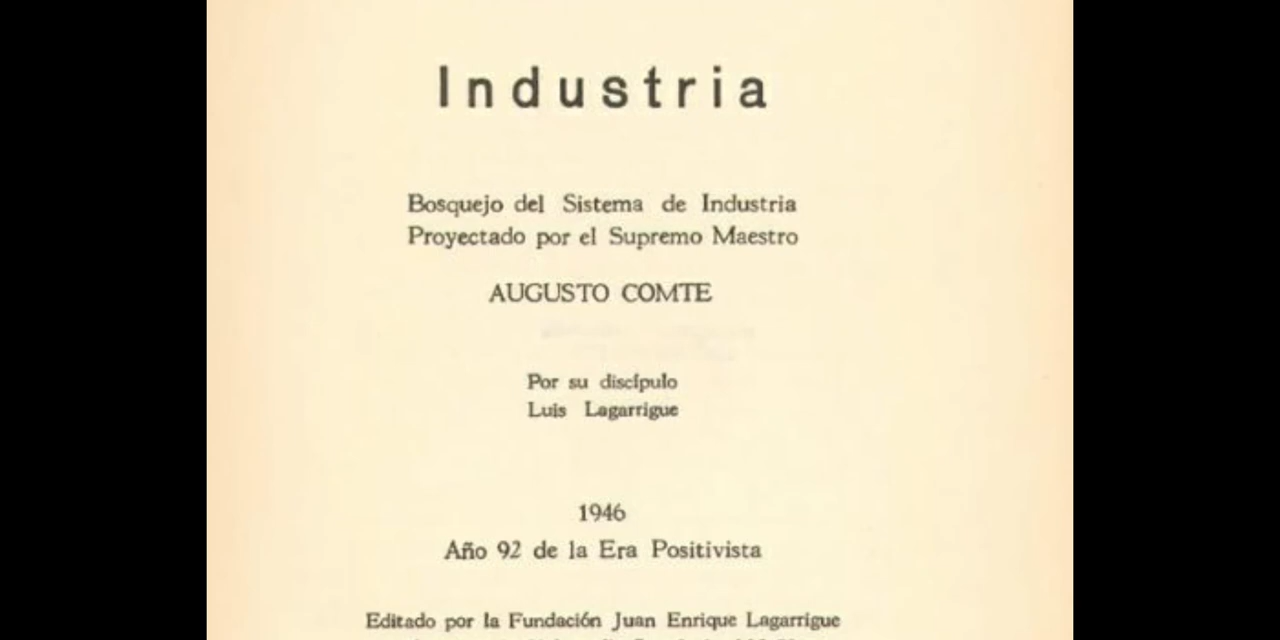 Industria
Bosquejo del Sistema de Industria
Proyectado por el Supremo Maestro
AUGUSTO COMTE
Por su discípulo
Luis Lagarrigue
1946
Año 92 de la Era Positivista
Editado por la Fundación Juan Enrique Lagarrigue